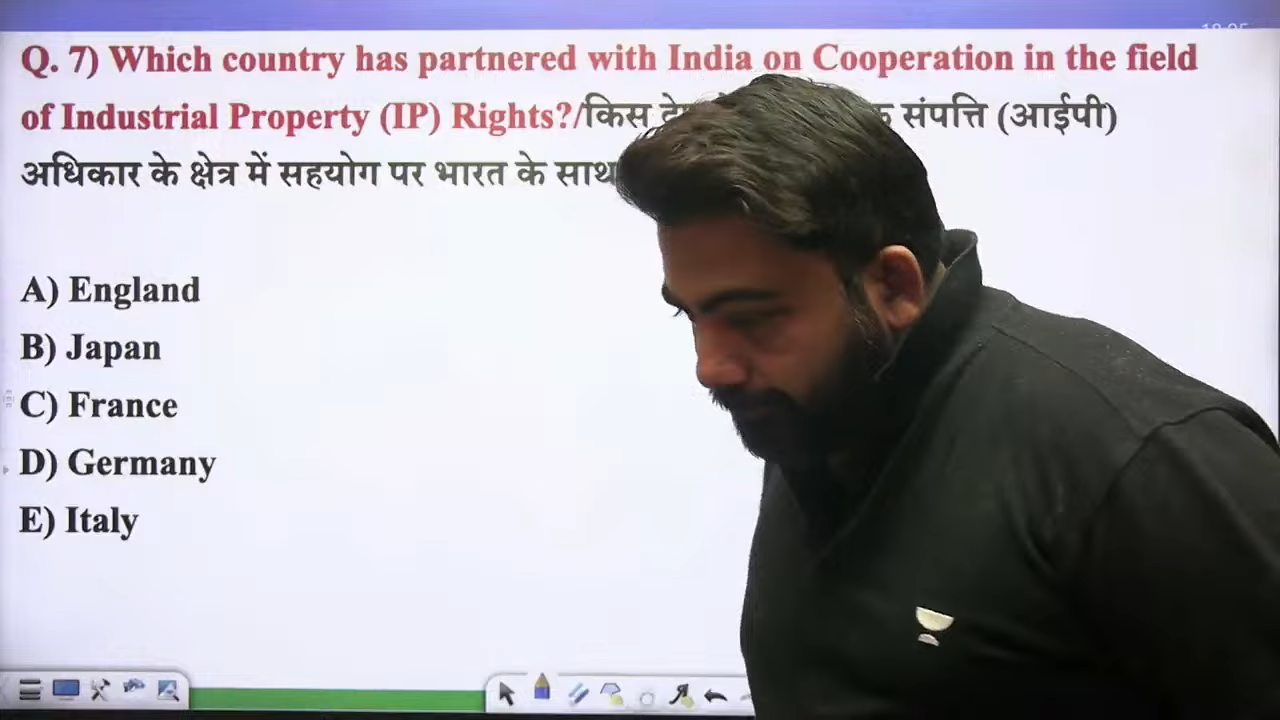 Q. 7) Which country has partnered with India on Cooperation in the field
of Industrial Property (IP) Rights?/किस संपत्ति (आईपी)
अधिकार के क्षेत्र में सहयोग पर भारत के साथ
A) England
B) Japan
C) France
D) Germany
E) Italy